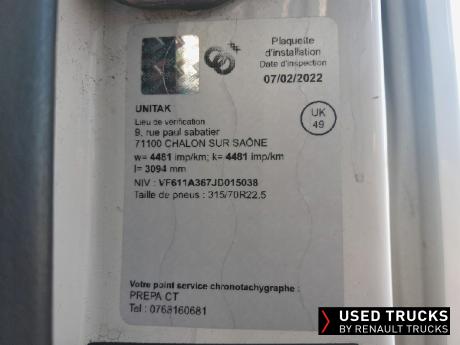 Plaquette
d'installation
Date d'inspection
07/02/2022
UNITAK
Lieu de vérification
9, rue paul sabatier
71100 CHALON SUR SAÔNE
w= 4481 imp/km; k= 4481 imp/km
l= 3094 mm
NIV : VF611A367JD015038
Taille de pneus : 315/70R22.5
UK
49
Votre point service chronotachygraphe :
PREPA CT
Tel : 0768160681
USED TRUCKS
BY RENAULT TRUCKS